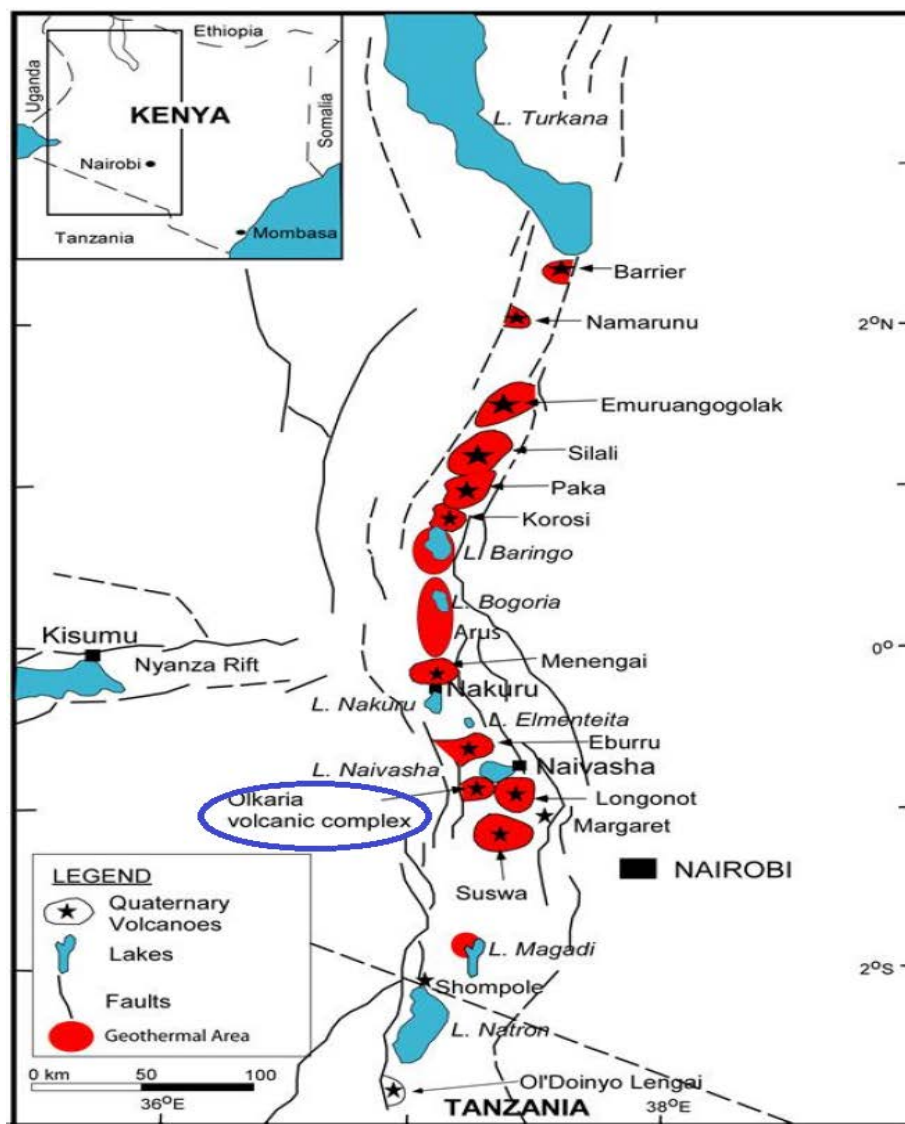 Ethiopia
Uganda
KENYA
Somalia
Nairobi
Tanzania
Mombasa
L. Turkana
Barrier
Namarunu
2°N
Emuruangogolak
Silali
Paka
Korosi
L. Baringo
L. Bogoria
Arus
Kisumu
Nyanza Rift
0°
Menengai
Nakuru
L. Nakuru
L. Elmenteita
Eburru
L. Naivasha
Naivasha
Olkaria
volcanic complex
Longonot
Margaret
NAIROBI
Suswa
LEGEND
Quaternary
Volcanoes
Lakes
Faults
Geothermal Area
0 km 50 100
L. Magadi
2°S
Shompole
L. Natron
Ol'Doinyo Lengai
TANZANIA
36°E
38°E